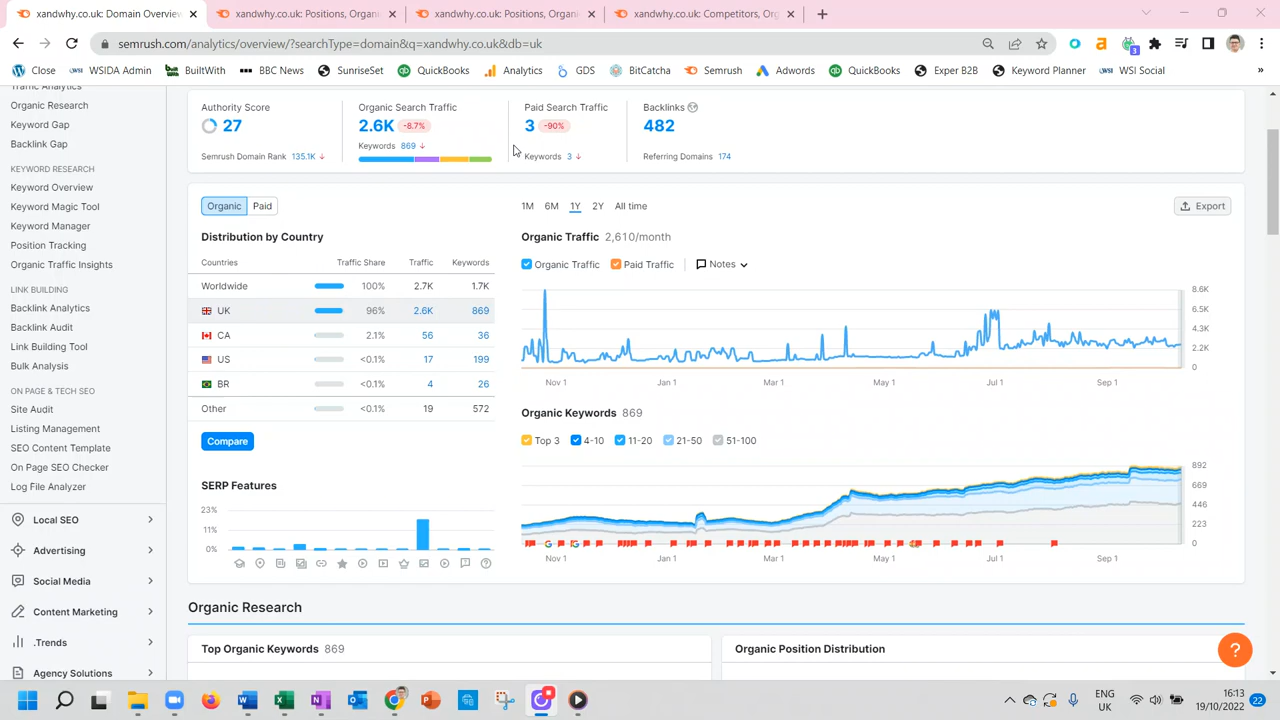 xandwhy.co.uk: Domain Overview
xandwhy.co.uk: Positions, Organi
xandwhy.co.uk: Positions, Organi
xandwhy.co.uk: Competitors, Org
semrush.com/analytics/overview/?searchType=domain&q=xandwhy.co.uk&db=uk
3
Close
WSI
WSIDA Admin
BuiltWith
BBC News
SunriseSet
QuickBooks
Analytics
GDS
BitCatcha
Semrush
Adwords
QuickBooks
Exper B2B
Keyword Planner
WSI
WSI Social
»
Traffic Analytics
Organic Research
Keyword Gap
Backlink Gap
KEYWORD RESEARCH
Keyword Overview
Keyword Magic Tool
Keyword Manager
Position Tracking
Organic Traffic Insights
LINK BUILDING
Backlink Analytics
Backlink Audit
Link Building Tool
Bulk Analysis
ON PAGE & TECH SEO
Site Audit
Listing Management
SEO Content Template
On Page SEO Checker
Log File Analyzer
Local SEO
Advertising
Social Media
Content Marketing
.Trends
Agency Solutions
Authority Score
27
Semrush Domain Rank 135.1K ↓
Organic Search Traffic
2.6K -8.7%
Keywords 869 ↓
Paid Search Traffic
3 -90%
Keywords 3 ↓
Backlinks
482
Referring Domains 174
Organic Paid
1M 6M 1Y 2Y All time
Export
Distribution by Country
Countries Traffic Share Traffic Keywords
Worldwide 100% 2.7K 1.7K
UK 96% 2.6K 869
CA 2.1% 56 36
US <0.1% 17 199
BR <0.1% 4 26
Other <0.1% 19 572
Compare
SERP Features
23%
11%
0%
Organic Traffic 2,610/month
Organic Traffic Paid Traffic Notes
8.6K
6.5K
4.3K
2.2K
0
Nov 1 Jan 1 Mar 1 May 1 Jul 1 Sep 1
Organic Keywords 869
Top 3 4-10 11-20 21-50 51-100
892
669
446
223
0
Nov 1 Jan 1 Mar 1 May 1 Jul 1 Sep 1
Organic Research
Top Organic Keywords 869
Organic Position Distribution
?
ENG
UK
16:13
19/10/2022
22